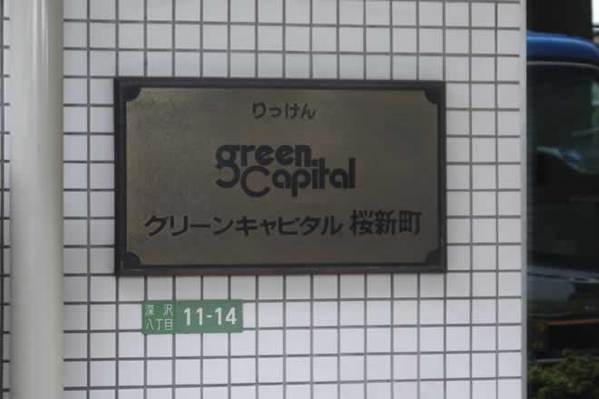 りっけん
green
Capital
グリーンキャピタル 桜新町
深沢
八丁目
11-14